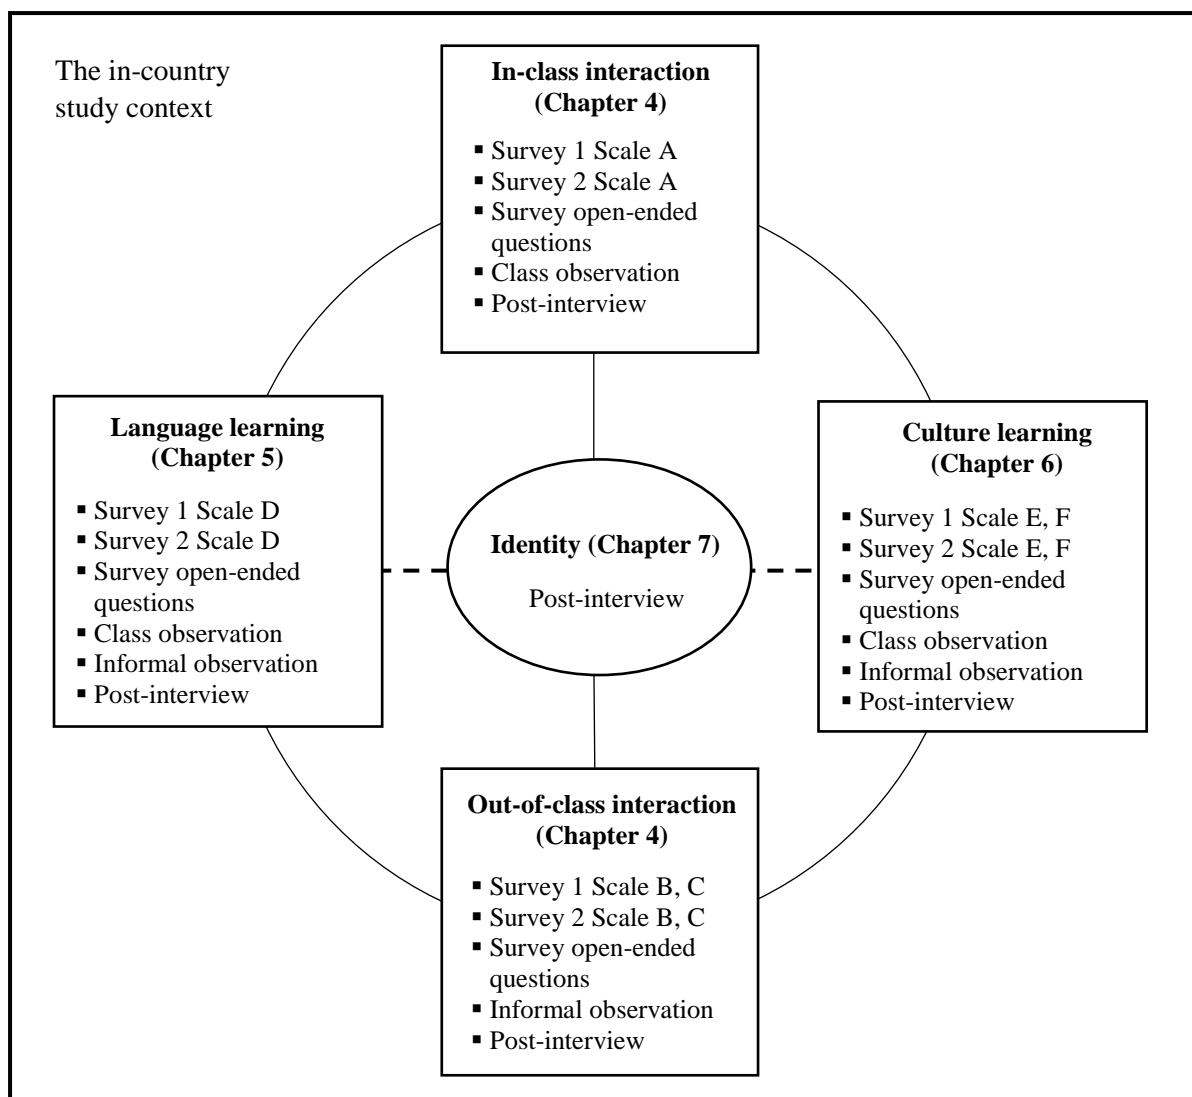 The in-country
study context
In-class interaction
(Chapter 4)
▪ Survey 1 Scale A
▪ Survey 2 Scale A
▪ Survey open-ended
questions
▪ Class observation
▪ Post-interview
Language learning
(Chapter 5)
▪ Survey 1 Scale D
▪ Survey 2 Scale D
▪ Survey open-ended
questions
▪ Class observation
▪ Informal observation
▪ Post-interview
Identity (Chapter 7)
Post-interview
Culture learning
(Chapter 6)
▪ Survey 1 Scale E, F
▪ Survey 2 Scale E, F
▪ Survey open-ended
questions
▪ Class observation
▪ Informal observation
▪ Post-interview
Out-of-class interaction
(Chapter 4)
▪ Survey 1 Scale B, C
▪ Survey 2 Scale B, C
▪ Survey open-ended
questions
▪ Informal observation
▪ Post-interview